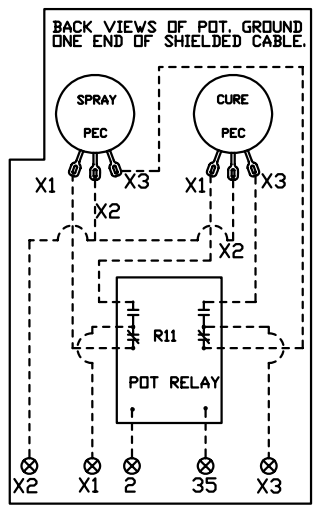 BACK VIEWS OF POT. GROUND
ONE END OF SHIELDED CABLE.
SPRAY
PEC
CURE
PEC
X1
X3
X2
X1
X3
X2
R11
POT RELAY
X2
X1
2
35
X3